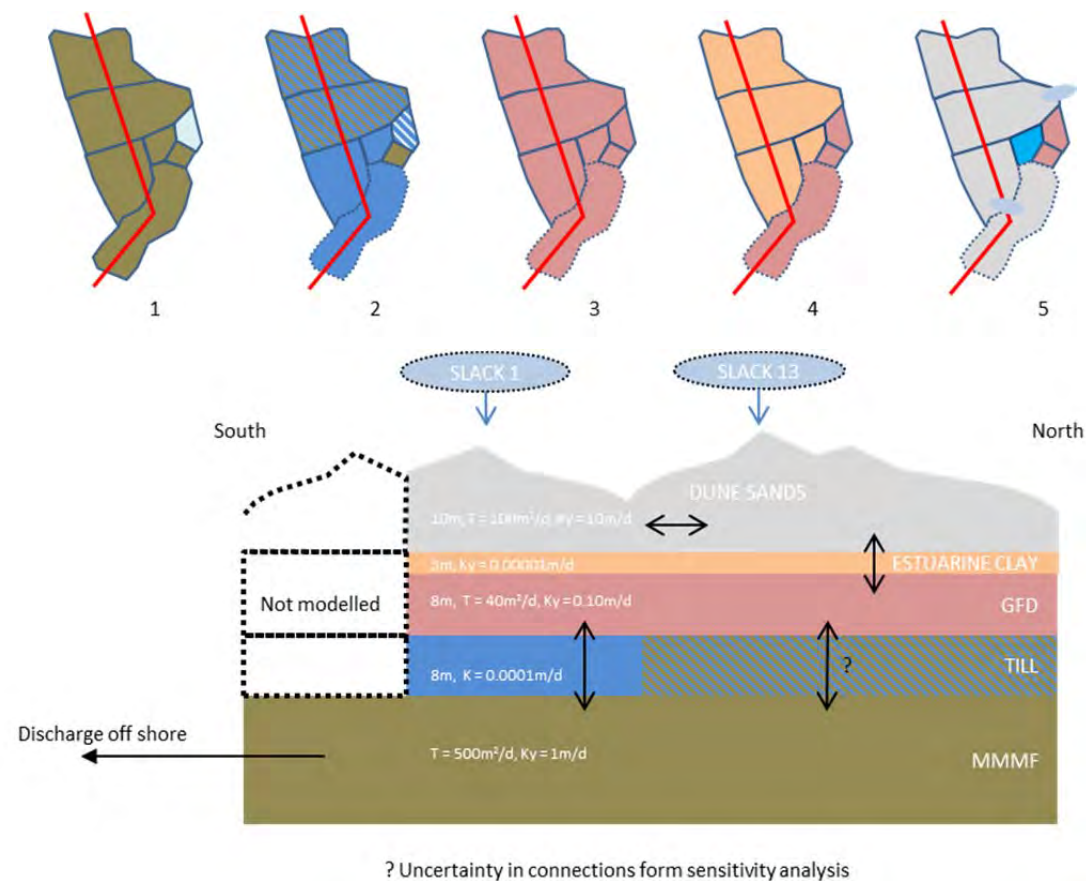 1 2 3 4 5
SLACK 1 SLACK 13
South North
DUNE SANDS
10m, T = 100m²/d, Ky = 10m/d
ESTUARINE CLAY
Ky = 0.00001m/d
Not modelled 8m, T = 40m²/d, Ky = 0.10m/d GFD
8m, K = 0.0001m/d ? TILL
Discharge off shore
T = 500m²/d, Ky = 1m/d MMMF
? Uncertainty in connections form sensitivity analysis